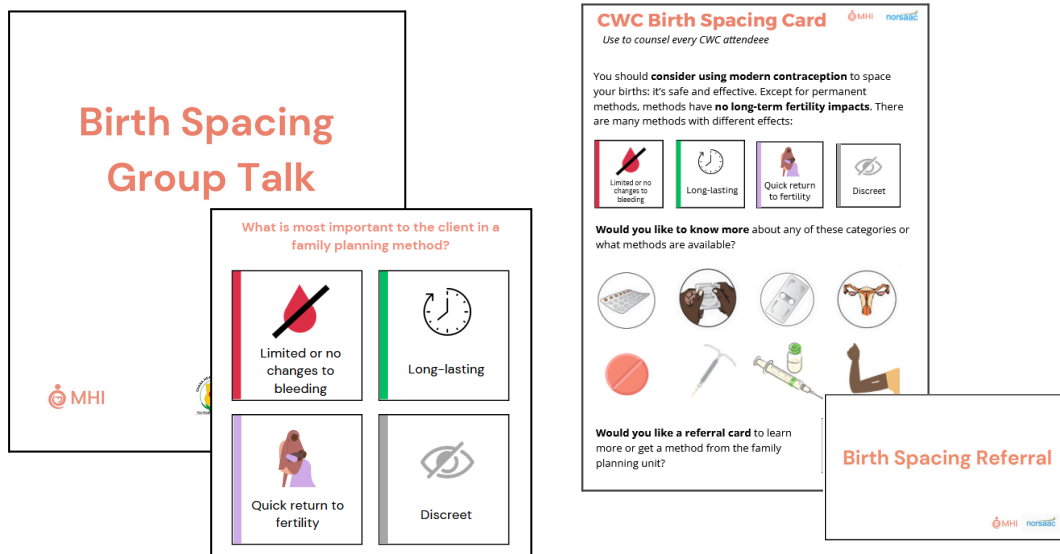 Birth Spacing
Group Talk
MHI
What is most important to the client in a
family planning method?
Limited or no
changes to
bleeding
Long-lasting
Quick return to
fertility
Discreet
CWC Birth Spacing Card
MHI
norsaac
Use to counsel every CWC attendeee
You should consider using modern contraception to space
your births: it's safe and effective. Except for permanent
methods, methods have no long-term fertility impacts. There
are many methods with different effects:
Limited or no
changes to
bleeding
Long-lasting
Quick return
to fertility
Discreet
Would you like to know more about any of these categories or
what methods are available?
Would you like a referral card to learn
more or get a method from the family
planning unit?
Birth Spacing Referral
MHI
norsaac